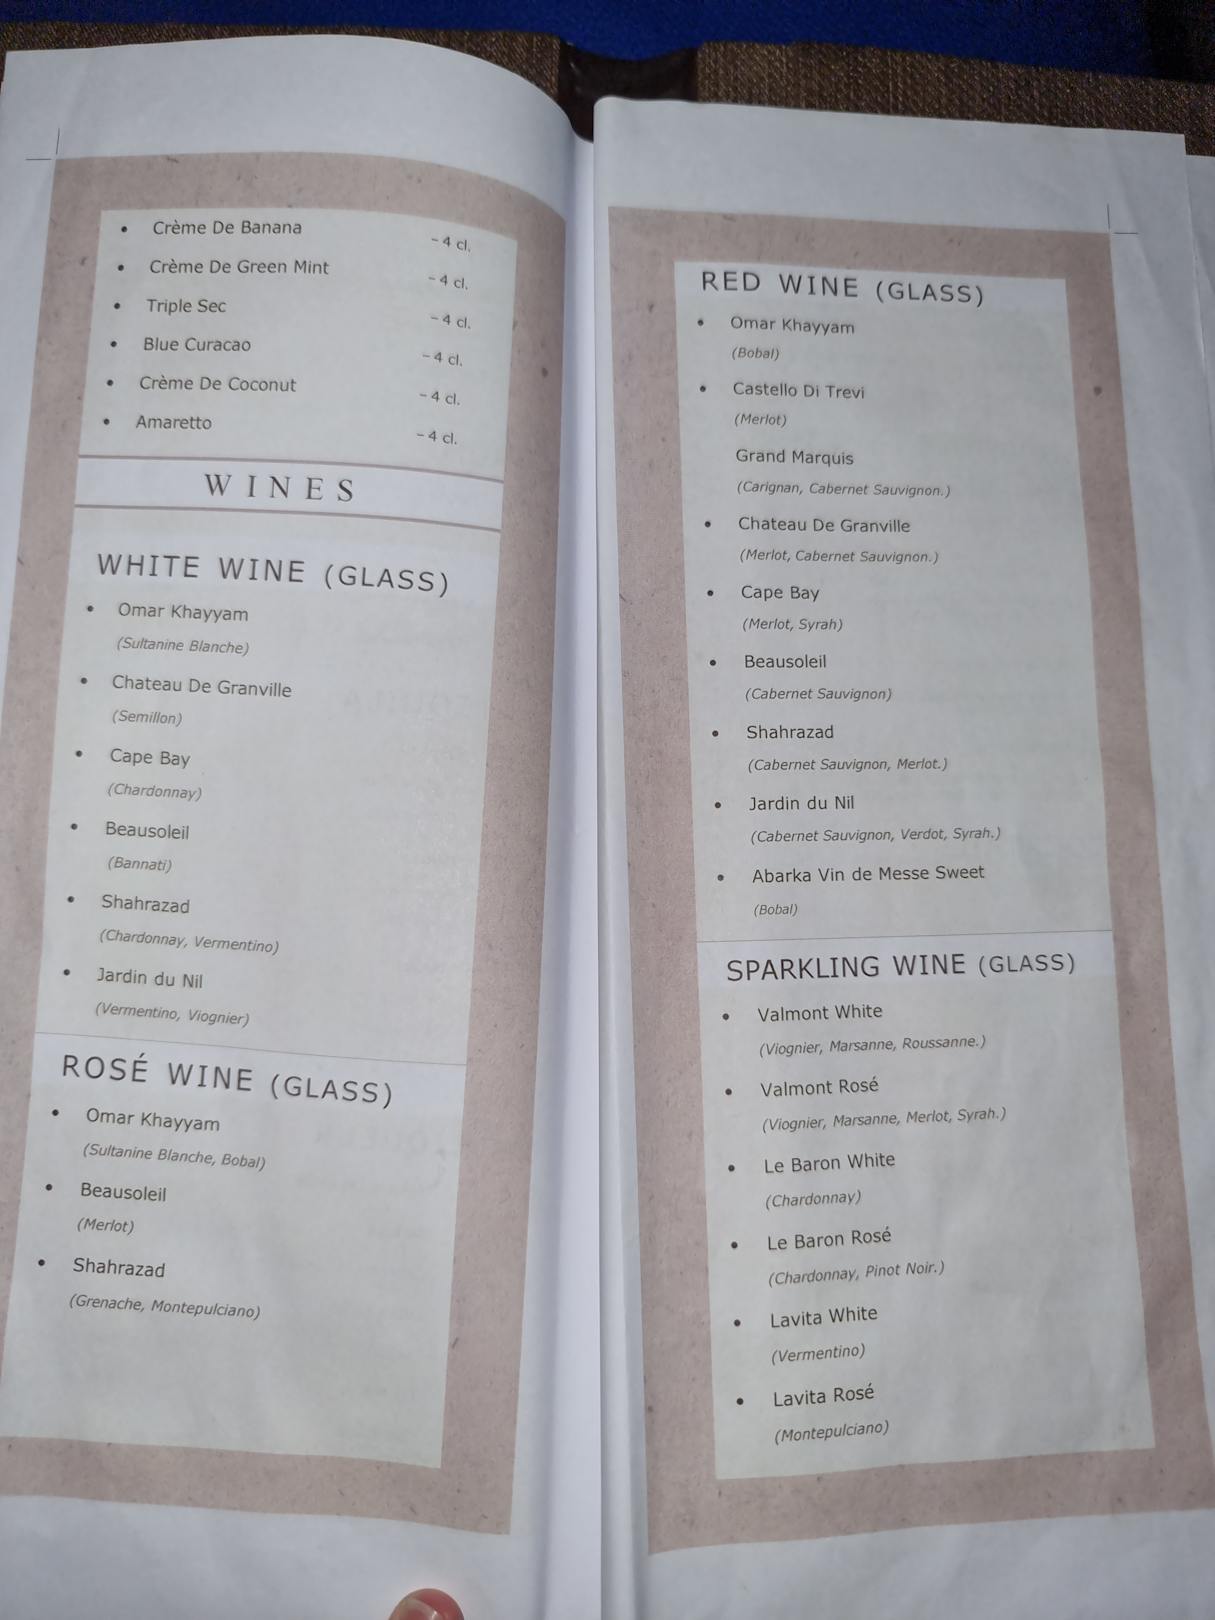 • Crème De Banana – 4 cl.
• Crème De Green Mint – 4 cl.
• Triple Sec – 4 cl.
• Blue Curacao – 4 cl.
• Crème De Coconut – 4 cl.
• Amaretto – 4 cl.
WINES
WHITE WINE (GLASS)
• Omar Khayyam
(Sultanine Blanche)
• Chateau De Granville
(Semillon)
• Cape Bay
(Chardonnay)
• Beausoleil
(Bannati)
• Shahrazad
(Chardonnay, Vermentino)
• Jardin du Nil
(Vermentino, Viognier)
ROSÉ WINE (GLASS)
• Omar Khayyam
(Sultanine Blanche, Bobal)
• Beausoleil
(Merlot)
• Shahrazad
(Grenache, Montepulciano)
RED WINE (GLASS)
• Omar Khayyam
(Bobal)
• Castello Di Trevi
(Merlot)
Grand Marquis
(Carignan, Cabernet Sauvignon.)
• Chateau De Granville
(Merlot, Cabernet Sauvignon.)
• Cape Bay
(Merlot, Syrah)
• Beausoleil
(Cabernet Sauvignon)
• Shahrazad
(Cabernet Sauvignon, Merlot.)
• Jardin du Nil
(Cabernet Sauvignon, Verdot, Syrah.)
• Abarka Vin de Messe Sweet
(Bobal)
SPARKLING WINE (GLASS)
• Valmont White
(Viognier, Marsanne, Roussanne.)
• Valmont Rosé
(Viognier, Marsanne, Merlot, Syrah.)
• Le Baron White
(Chardonnay)
• Le Baron Rosé
(Chardonnay, Pinot Noir.)
• Lavita White
(Vermentino)
• Lavita Rosé
(Montepulciano)